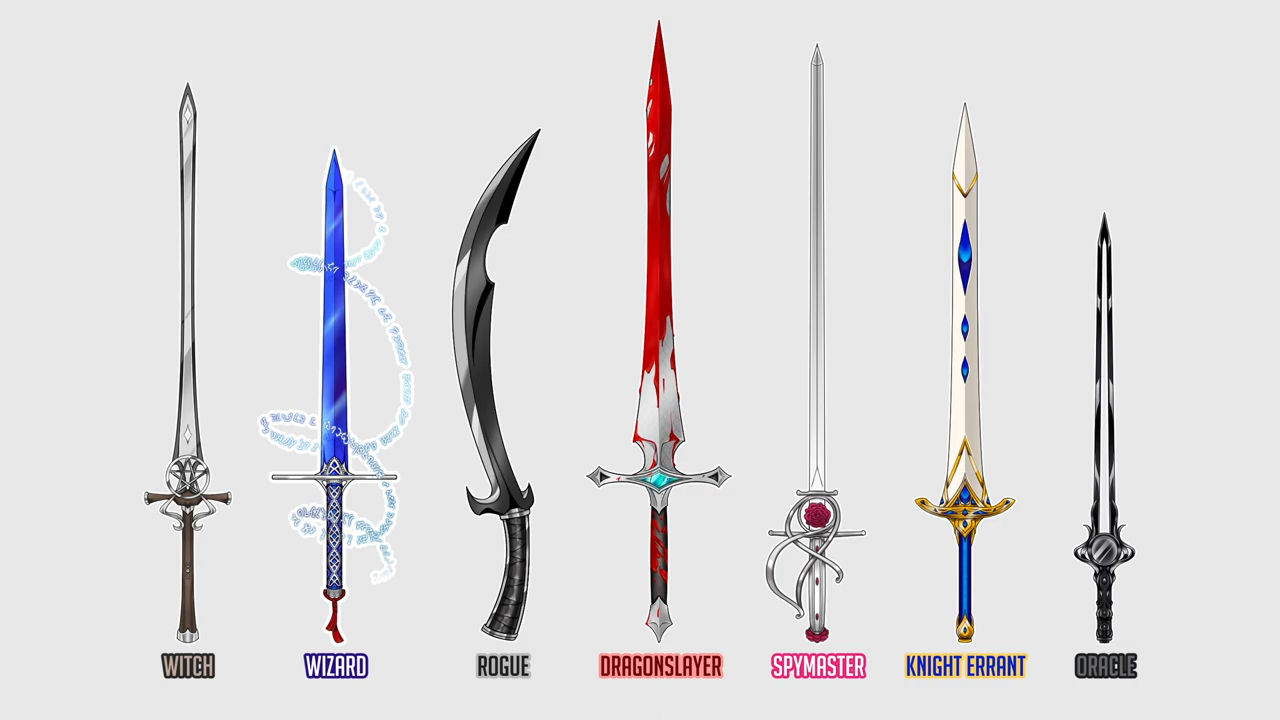 WITCH
WIZARD
ROGUE
DRAGONSLAYER
SPYMASTER
KNIGHT ERRANT
ORACLE